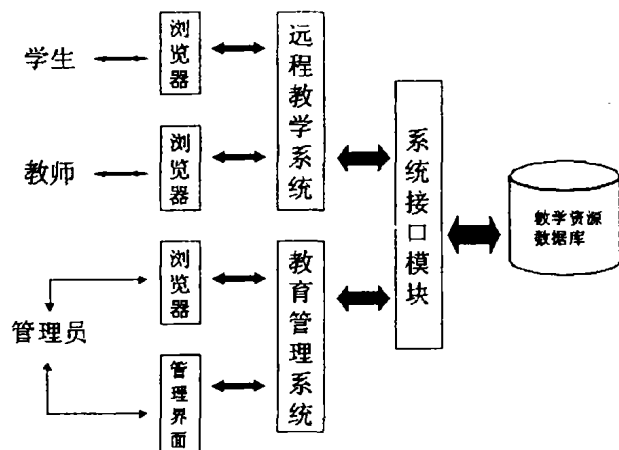 学生
浏览器
远程教学系统
教师
浏览器
系统接口模块
教学资源
数据库
管理员
浏览器
教育管理系统
管理界面